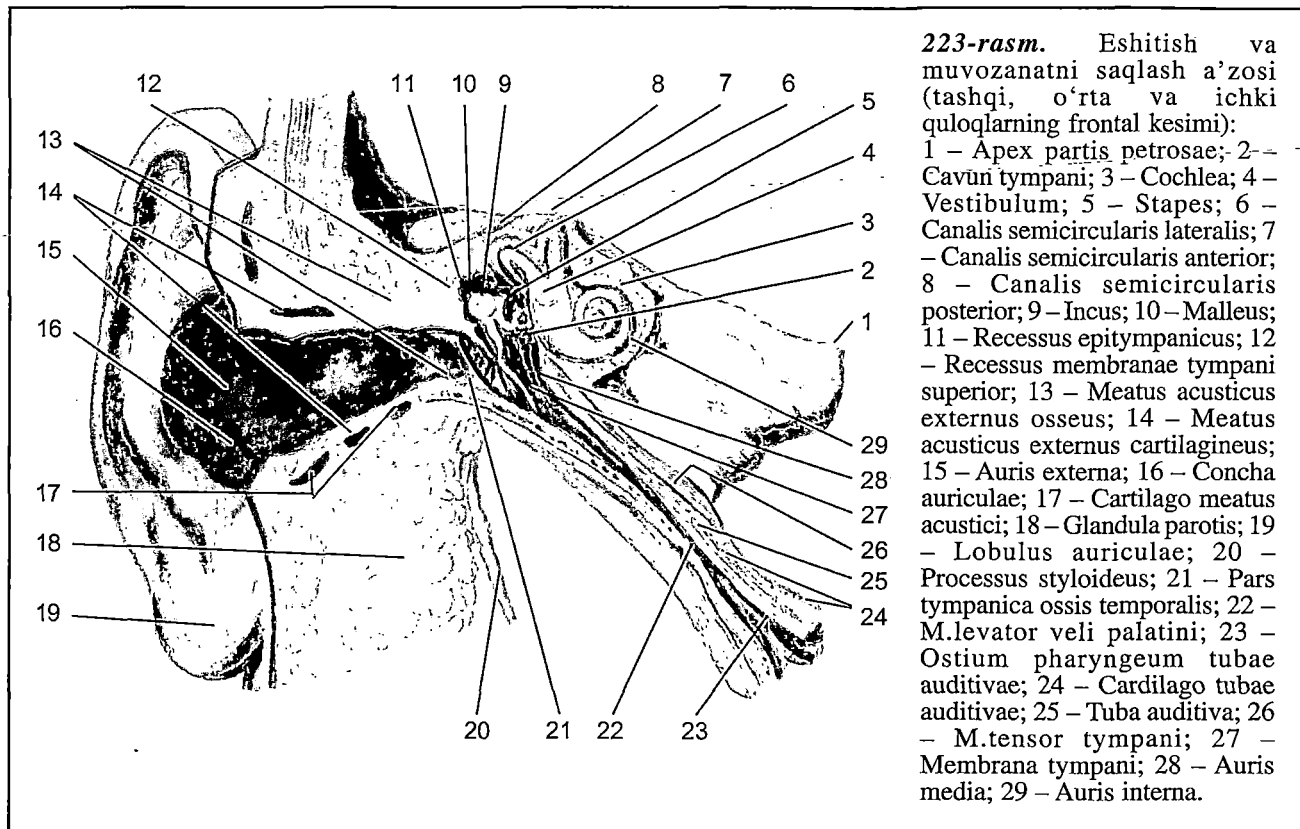 12 11 10 9 8 7 6
5
13
4
14
3
15
2
16
1
29
28
17
27
18
26
25
19
24
20 21 22 23
223-rasm. Eshitish va
muvozanatni saqlash a’zosi
(tashqi, o‘rta va ichki
quloqlarning frontal kesimi):
1 – Apex partis petrosae; 2 –
Cavuri tympani; 3 – Cochlea; 4 –
Vestibulum; 5 – Stapes; 6 –
Canalis semicircularis lateralis; 7
– Canalis semicircularis anterior;
8 – Canalis semicircularis
posterior; 9 – Incus; 10 – Malleus;
11 – Recessus epitympanicus; 12
– Recessus membranae tympani
superior; 13 – Meatus acusticus
externus osseus; 14 – Meatus
acusticus externus cartilagineus;
15 – Auris externa; 16 – Concha
auriculae; 17 – Cartilago meatus
acustici; 18 – Glandula parotis; 19
– Lobulus auriculae; 20 –
Processus styloideus; 21 – Pars
tympanica ossis temporalis; 22 –
M.levator veli palatini; 23 –
Ostium pharyngeum tubae
auditivae; 24 – Cardilago tubae
auditivae; 25 – Tuba auditiva; 26
– M.tensor tympani; 27 –
Membrana tympani; 28 – Auris
media; 29 – Auris interna.